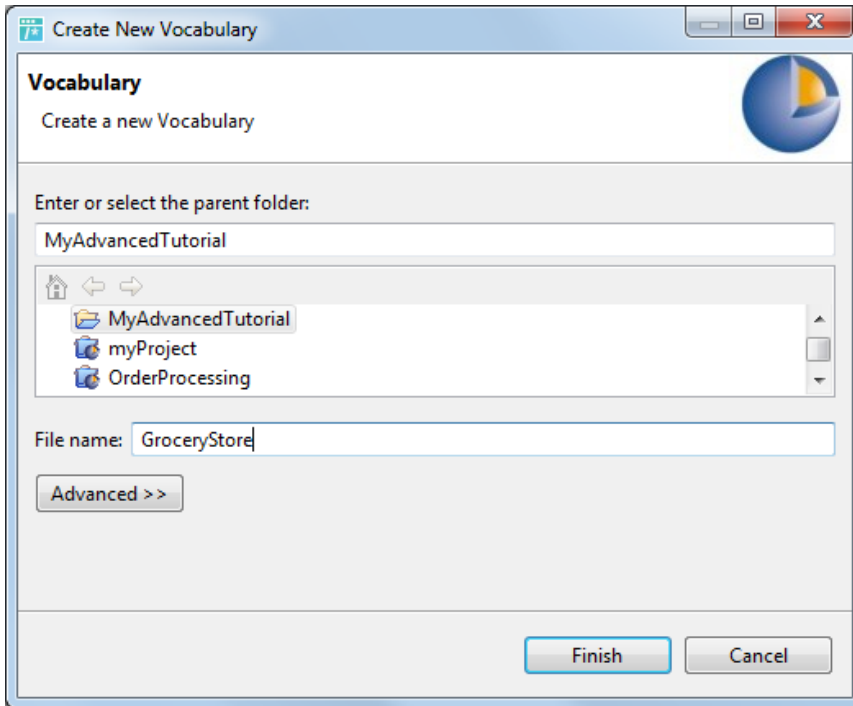 Create New Vocabulary
Vocabulary
Create a new Vocabulary
Enter or select the parent folder:
MyAdvancedTutorial
MyAdvancedTutorial
myProject
OrderProcessing
File name: GroceryStore
Advanced >>
Finish Cancel